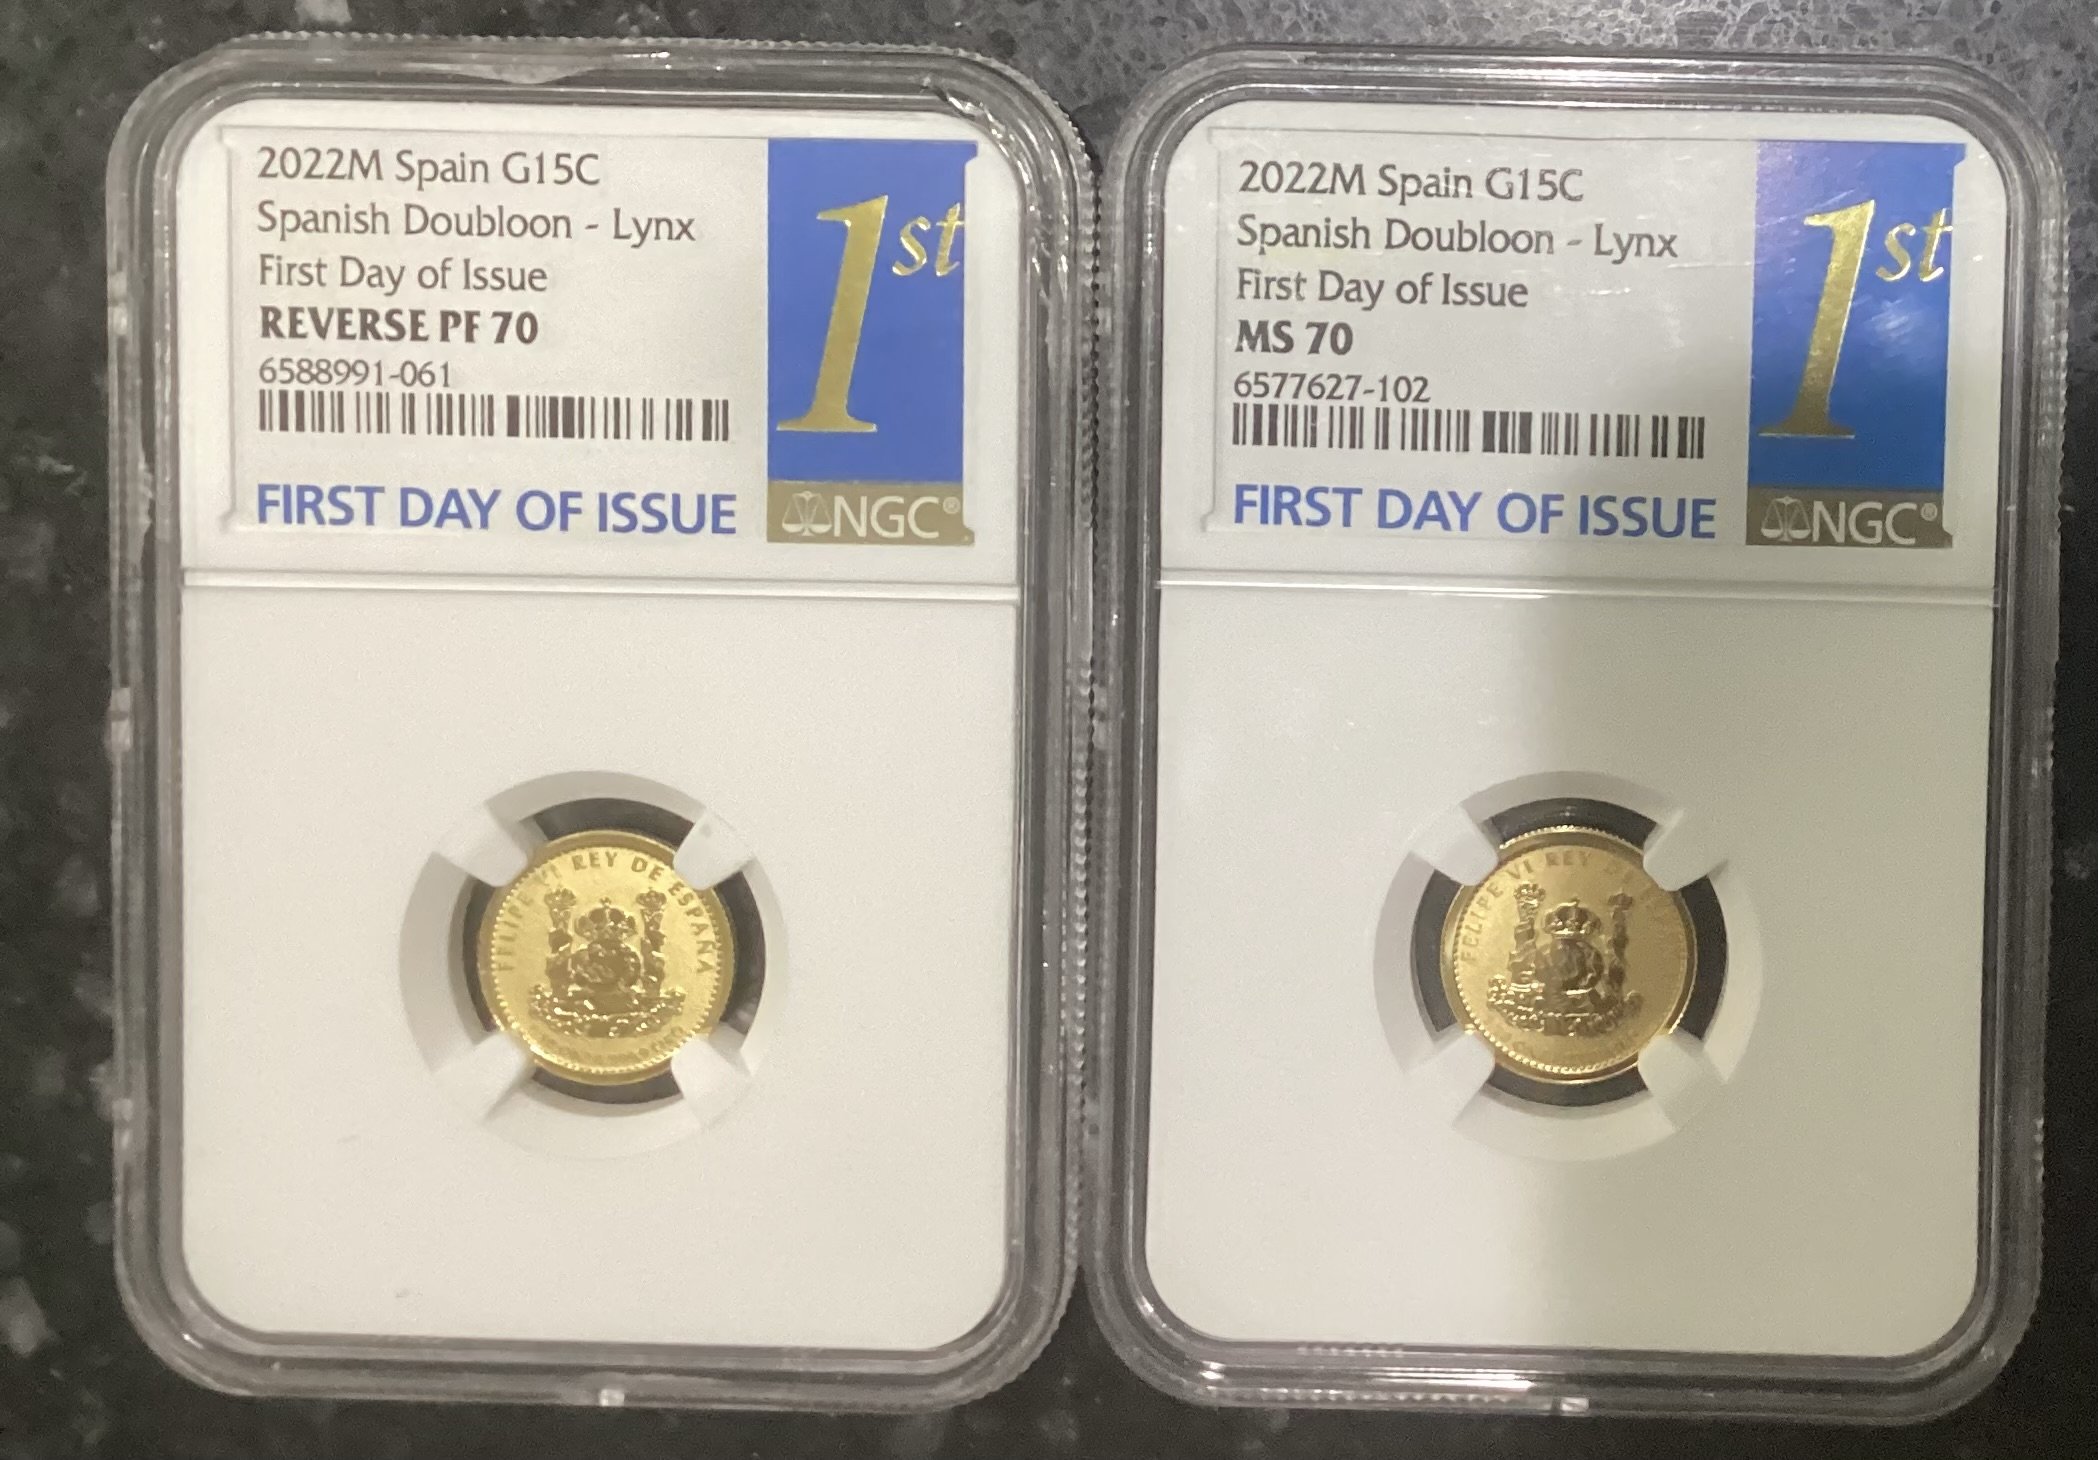 2022M Spain G15C
Spanish Doubloon - Lynx
First Day of Issue
REVERSE PF 70
6588991-061
FIRST DAY OF ISSUE
1st
NGC®
FELIPE VI REY DE ESPAÑA
2022M Spain G15C
Spanish Doubloon - Lynx
First Day of Issue
MS 70
6577627-102
FIRST DAY OF ISSUE
1st
NGC®
FELIPE VI REY DE